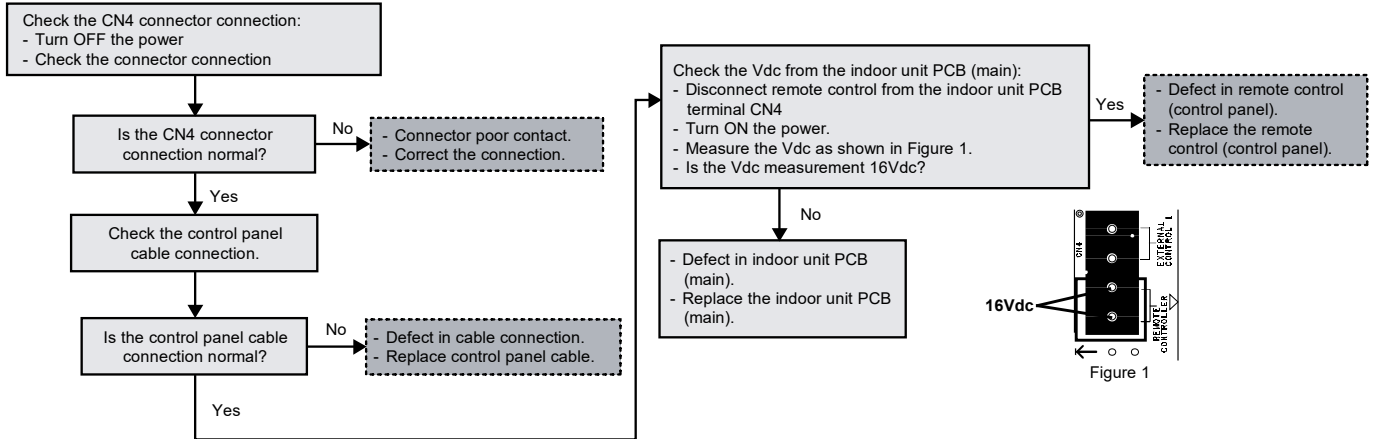 Check the CN4 connector connection:
- Turn OFF the power
- Check the connector connection
Is the CN4 connector
connection normal?
No
- Connector poor contact.
- Correct the connection.
Yes
Check the control panel
cable connection.
Is the control panel cable
connection normal?
No
- Defect in cable connection.
- Replace control panel cable.
Yes
Check the Vdc from the indoor unit PCB (main):
- Disconnect remote control from the indoor unit PCB
terminal CN4
- Turn ON the power.
- Measure the Vdc as shown in Figure 1.
- Is the Vdc measurement 16Vdc?
Yes
- Defect in remote control
(control panel).
- Replace the remote
control (control panel).
No
- Defect in indoor unit PCB
(main).
- Replace the indoor unit PCB
(main).
CN4
EXTERNAL
CONTROL
REMOTE
CONTROLLER
16Vdc
Figure 1